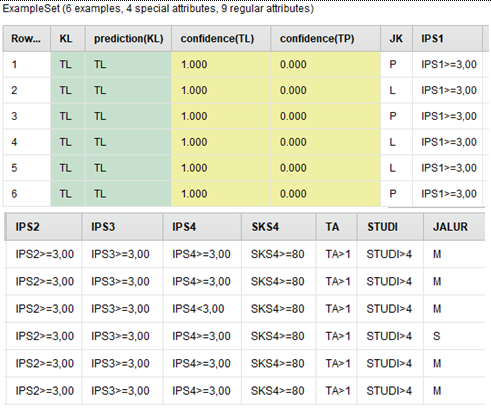 ExampleSet (6 examples, 4 special attributes, 9 regular attributes)
Row... KL prediction(KL) confidence(TL) confidence(TP) JK IPS1
1 TL TL 1.000 0.000 P IPS1>=3,00
2 TL TL 1.000 0.000 L IPS1>=3,00
3 TL TL 1.000 0.000 P IPS1>=3,00
4 TL TL 1.000 0.000 L IPS1>=3,00
5 TL TL 1.000 0.000 L IPS1>=3,00
6 TL TL 1.000 0.000 P IPS1>=3,00
IPS2 IPS3 IPS4 SKS4 TA STUDI JALUR
IPS2>=3,00 IPS3>=3,00 IPS4>=3,00 SKS4>=80 TA>1 STUDI>4 M
IPS2>=3,00 IPS3>=3,00 IPS4>=3,00 SKS4>=80 TA>1 STUDI>4 M
IPS2>=3,00 IPS3>=3,00 IPS4<3,00 SKS4>=80 TA>1 STUDI>4 M
IPS2>=3,00 IPS3>=3,00 IPS4>=3,00 SKS4>=80 TA>1 STUDI>4 S
IPS2>=3,00 IPS3>=3,00 IPS4>=3,00 SKS4>=80 TA>1 STUDI>4 M
IPS2>=3,00 IPS3>=3,00 IPS4>=3,00 SKS4>=80 TA>1 STUDI>4 M